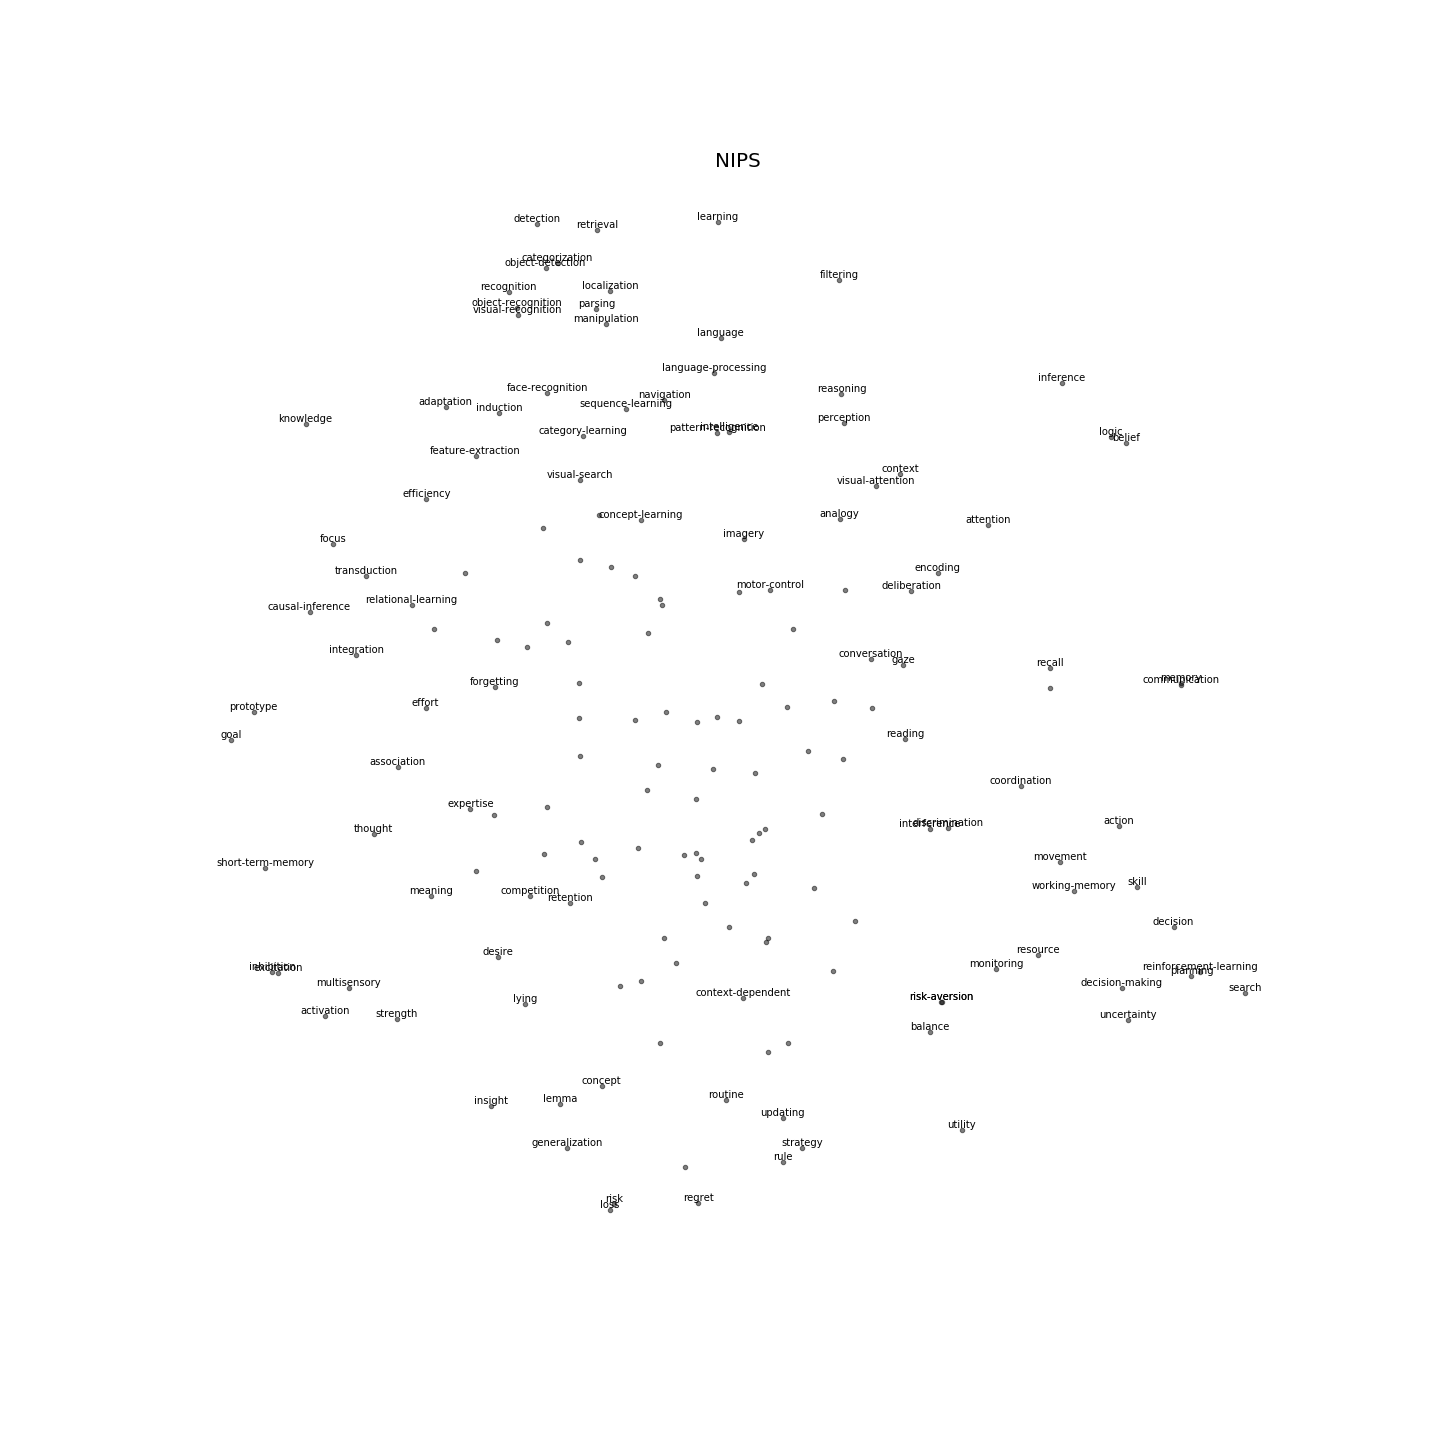 NIPS
learning
detection
retrieval
categorization
object-detection
filtering
localization
recognition
object-recognition
parsing
visual-recognition
manipulation
language
language-processing
inference
face-recognition
reasoning
navigation
adaptation
sequence-learning
induction
knowledge
perception
intelligence
pattern-recognition
category-learning
logic
belief
feature-extraction
context
visual-search
visual-attention
efficiency
concept-learning
analogy
attention
imagery
focus
transduction
encoding
motor-control
deliberation
relational-learning
causal-inference
integration
conversation
gaze
recall
memory
communication
forgetting
effort
prototype
reading
goal
association
coordination
expertise
action
discrimination
interference
thought
movement
short-term-memory
skill
working-memory
meaning
competition
retention
decision
desire
resource
monitoring
inhibition
excitation
reinforcement-learning
planning
multisensory
decision-making
search
context-dependent
risk-aversion
lying
activation
strength
uncertainty
balance
concept
routine
lemma
insight
updating
utility
generalization
strategy
rule
risk
regret
loss